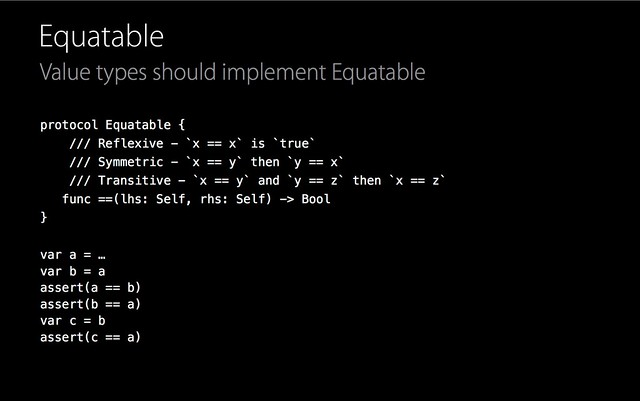 Equatable
Value types should implement Equatable
protocol Equatable {
/// Reflexive – `x == x` is `true`
/// Symmetric – `x == y` then `y == x`
/// Transitive – `x == y` and `y == z` then `x == z`
func ==(lhs: Self, rhs: Self) -> Bool
}
var a = …
var b = a
assert(a == b)
assert(b == a)
var c = b
assert(c == a)